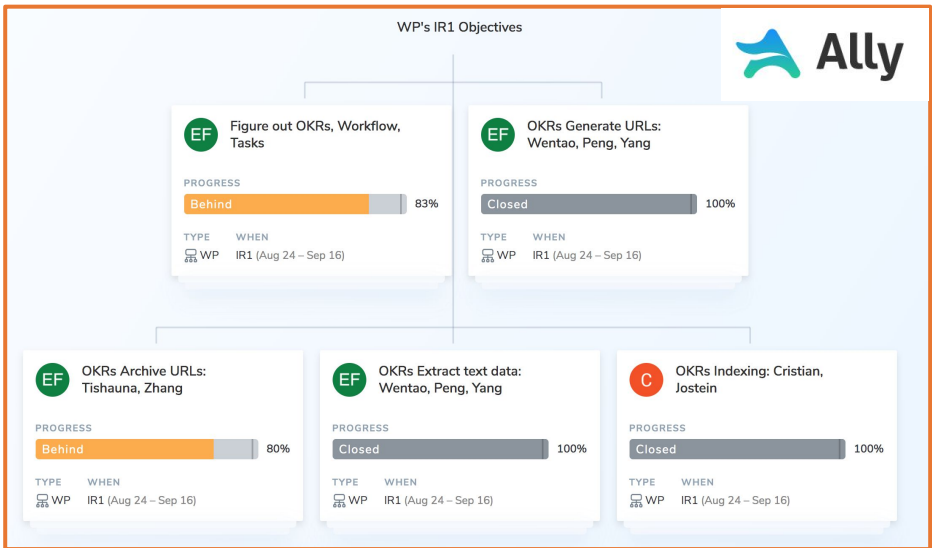 WP's IR1 Objectives
Ally
EF
Figure out OKRs, Workflow,
Tasks
PROGRESS
Behind
83%
TYPE WHEN
WP IR1 (Aug 24 – Sep 16)
EF
OKRs Generate URLs:
Wentao, Peng, Yang
PROGRESS
Closed
100%
TYPE WHEN
WP IR1 (Aug 24 – Sep 16)
EF
OKRs Archive URLs:
Tishauna, Zhang
PROGRESS
Behind
80%
TYPE WHEN
WP IR1 (Aug 24 – Sep 16)
EF
OKRs Extract text data:
Wentao, Peng, Yang
PROGRESS
Closed
100%
TYPE WHEN
WP IR1 (Aug 24 – Sep 16)
C
OKRs Indexing: Cristian,
Jostein
PROGRESS
Closed
100%
TYPE WHEN
WP IR1 (Aug 24 – Sep 16)